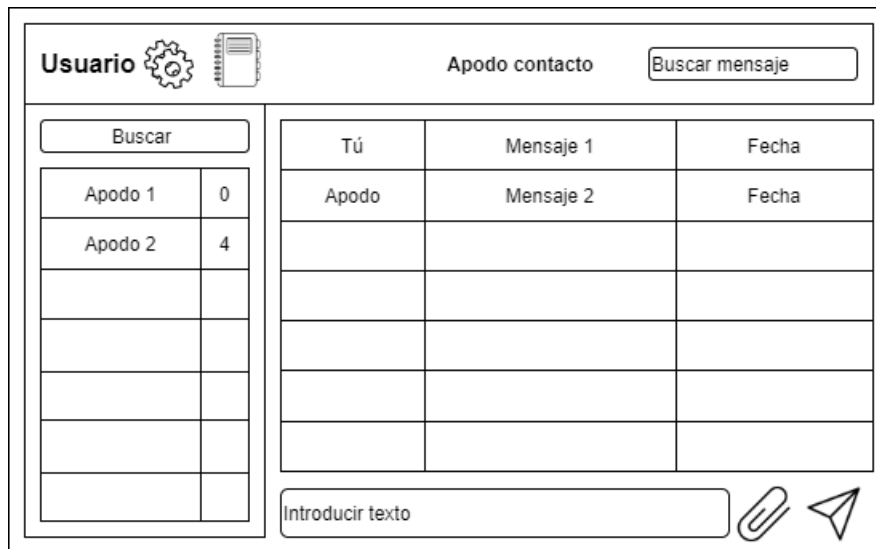 Usuario
Apodo contacto
Buscar mensaje
Buscar
Apodo 1 0
Apodo 2 4
Tú Mensaje 1 Fecha
Apodo Mensaje 2 Fecha
Introducir texto